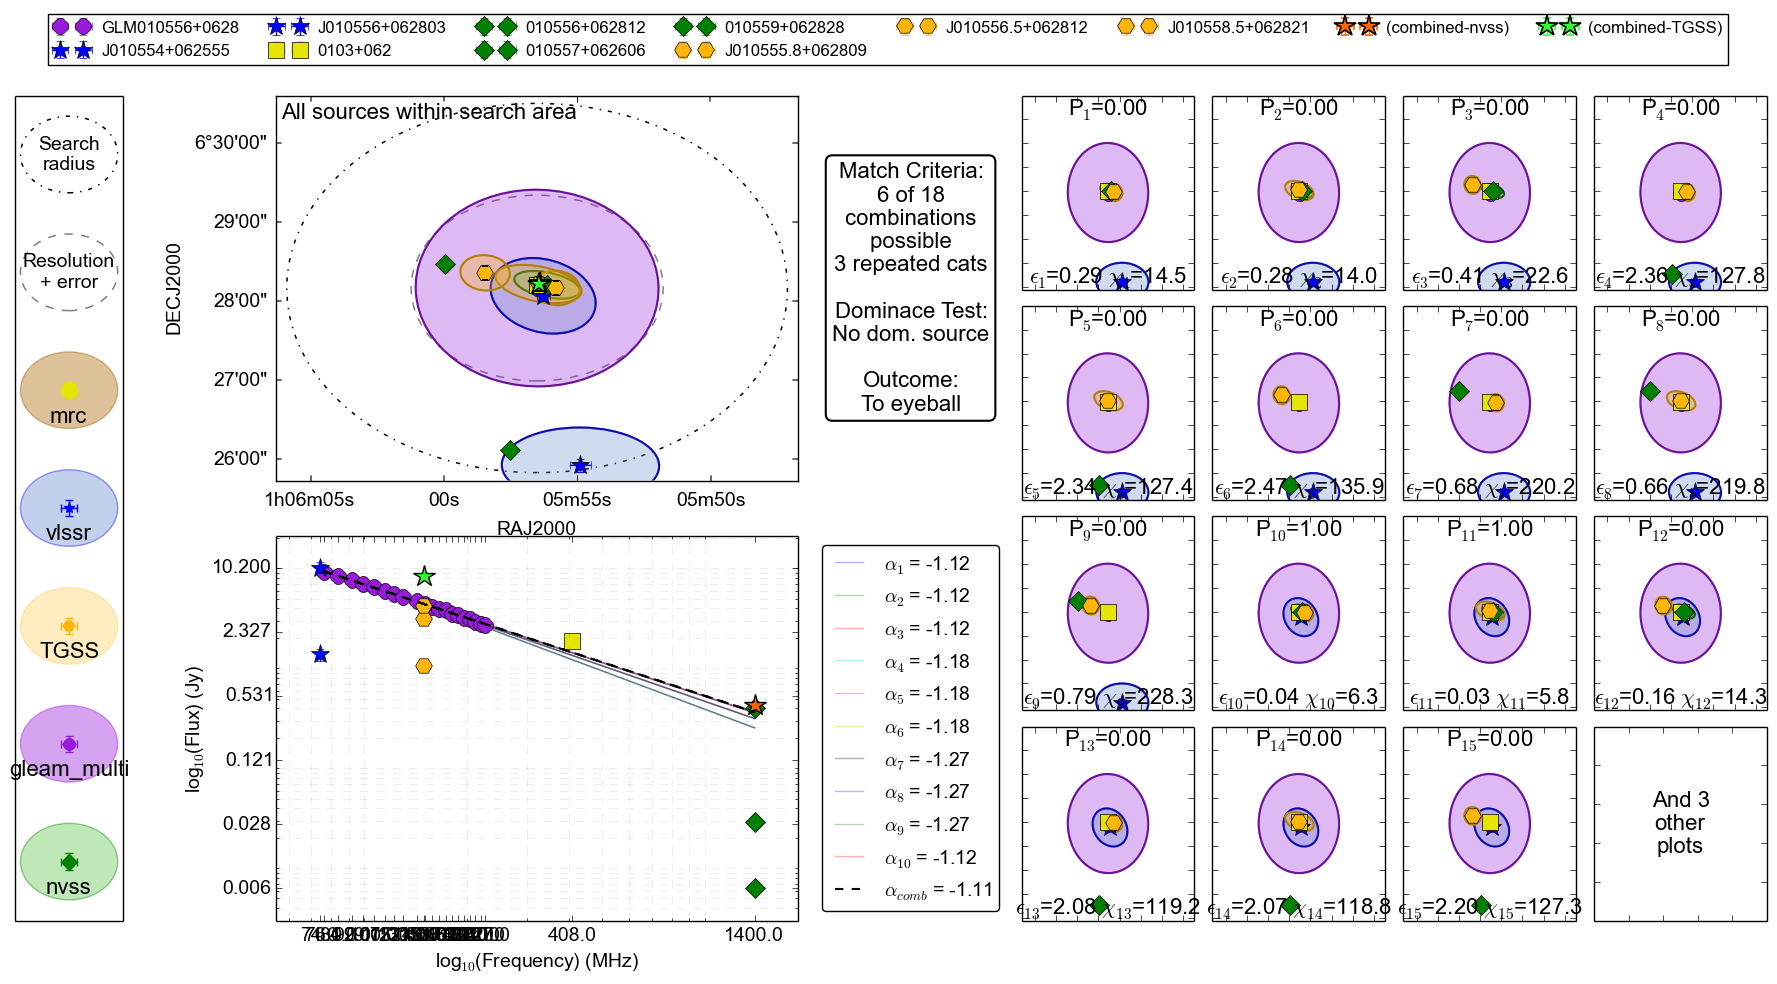 GLM010556+0628
J010554+062555
J010556+062803
0103+062
010556+062812
010557+062606
010559+062828
J010555.8+062809
J010556.5+062812
J010558.5+062821
(combined-nvss)
(combined-TGSS)
Search
radius
Resolution
+ error
mrc
vlssr
TGSS
gleam_multi
nvss
All sources within search area
DECJ2000
6°30'00"
29'00"
28'00"
27'00"
26'00"
1h06m05s
00s
05m55s
05m50s
RAJ2000
Match Criteria:
6 of 18
combinations
possible
3 repeated cats
Dominace Test:
No dom. source
Outcome:
To eyeball
log10(Flux) (Jy)
10.200
2.327
0.531
0.121
0.028
0.006
408.0
1400.0
log10(Frequency) (MHz)
α1 = -1.12
α2 = -1.12
α3 = -1.12
α4 = -1.18
α5 = -1.18
α6 = -1.18
α7 = -1.27
α8 = -1.27
α9 = -1.27
α10 = -1.12
αcomb = -1.11
P1=0.00
ϵ1=0.29 χ1=14.5
P2=0.00
ϵ2=0.28 χ2=14.0
P3=0.00
ϵ3=0.41 χ3=22.6
P4=0.00
ϵ4=2.36 χ4=127.8
P5=0.00
ϵ5=2.34 χ5=127.4
P6=0.00
ϵ6=2.47 χ6=135.9
P7=0.00
ϵ7=0.68 χ7=220.2
P8=0.00
ϵ8=0.66 χ8=219.8
P9=0.00
ϵ9=0.79 χ9=228.3
P10=1.00
ϵ10=0.04 χ10=6.3
P11=1.00
ϵ11=0.03 χ11=5.8
P12=0.00
ϵ12=0.16 χ12=14.3
P13=0.00
ϵ13=2.08 χ13=119.2
P14=0.00
ϵ14=2.07 χ14=118.8
P15=0.00
ϵ15=2.20 χ15=127.3
And 3
other
plots